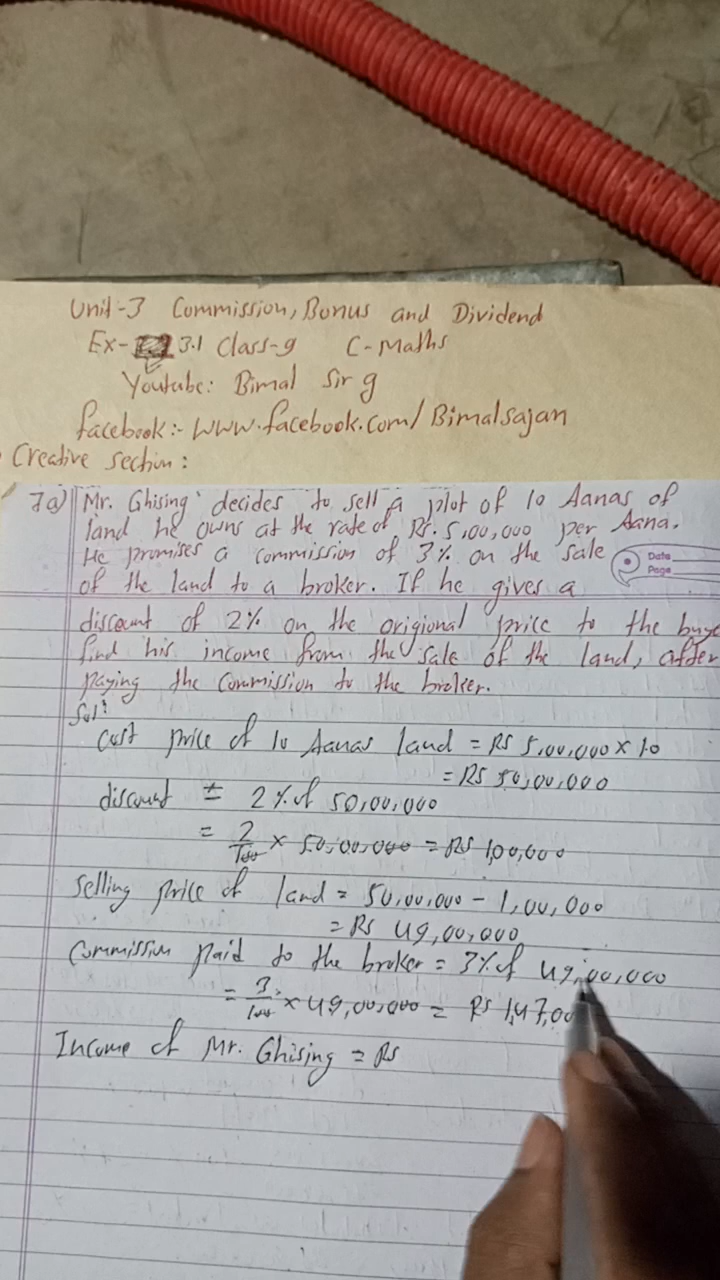 Unit-3 Commission, Bonus and Dividend
Ex- 3.1 Class-9 C-Maths
Youtube: Bimal Sir g
facebook:- www.facebook.com/Bimalsajan
Creative section:
7a) Mr. Ghising decides to sell a plot of 10 Aanas of
land he owns at the rate of Rs. 5,00,000 per Aana.
He promises a commission of 3% on the sale
Date
Page
of the land to a broker. If he gives a
discount of 2% on the origional price to the buye
find his income from the sale of the land, after
paying the commission to the broker.
Sol?
Cost price of 10 Aanas land = RS 5,00,000 × 10
= RS 50,00,000
discount = 2% of 50,00,000
= 2/100 × 50,00,000 = RS 1,00,000
Selling price of land = 50,00,000 - 1,00,000
= RS 49,00,000
Commission paid to the broker = 3% of 49,00,000
= 3/100 × 49,00,000 = RS 1,47,00
Income of Mr. Ghising = RS